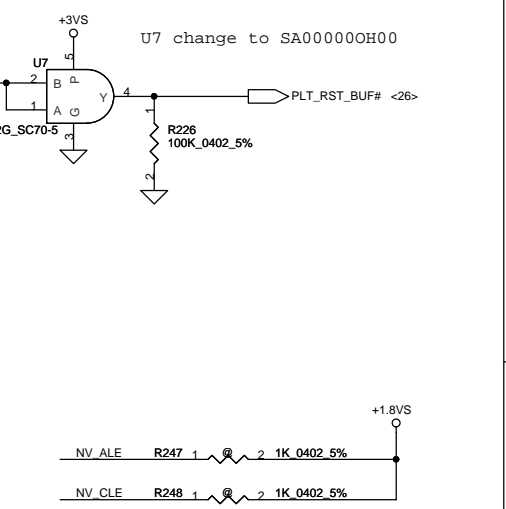 +3VS
U7 change to SA00000OH00
U7
5
2 B P
Y 4 PLT_RST_BUF# <26>
1 A G
1
2G_SC70-5
3
R226
100K_0402_5%
2
+1.8VS
NV_ALE R247 1 @ 2 1K_0402_5%
NV_CLE R248 1 @ 2 1K_0402_5%